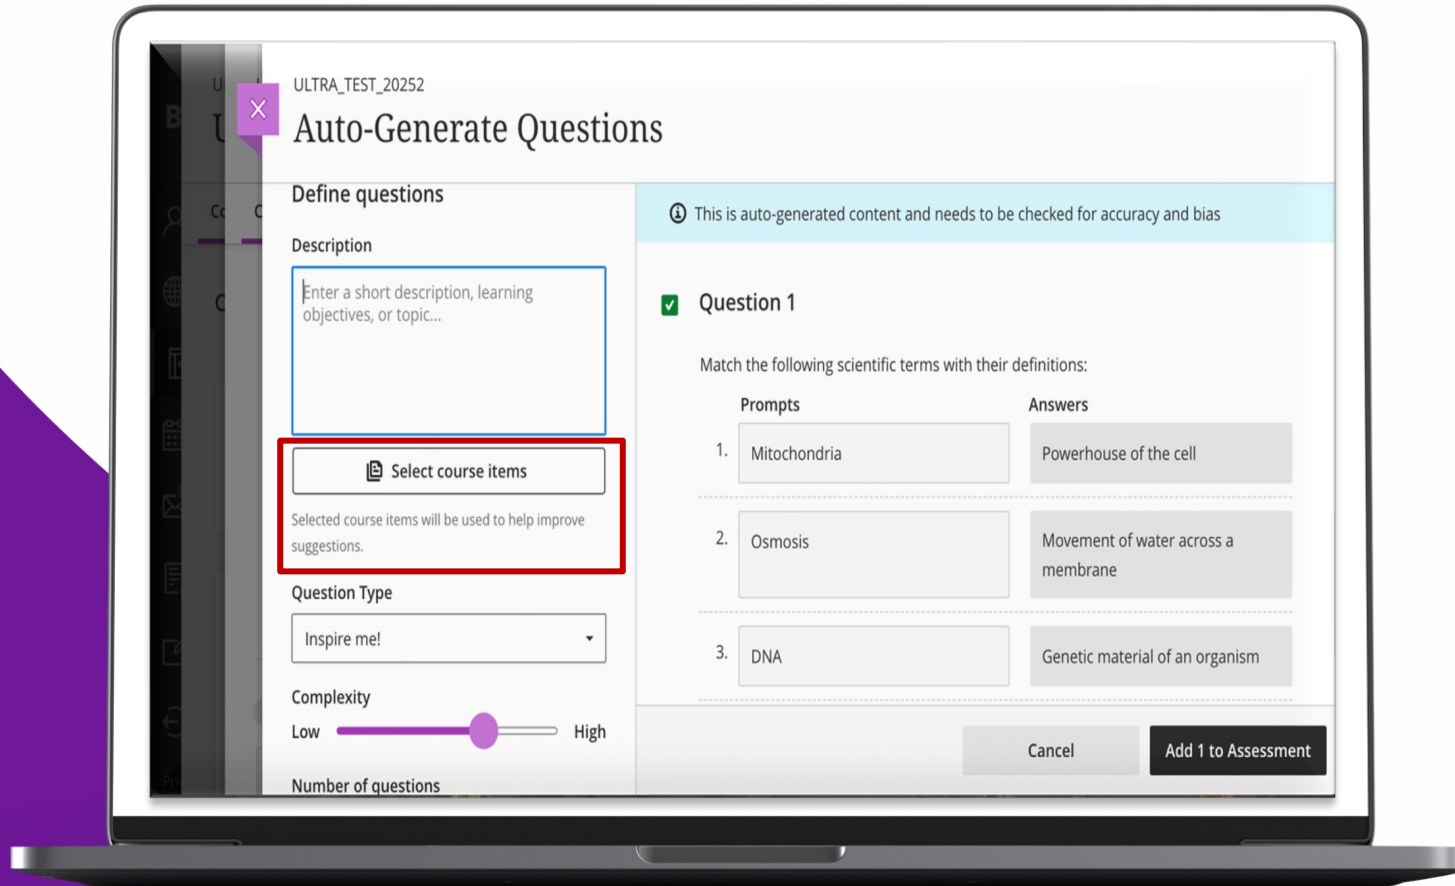 ULTRA_TEST_20252
X
Auto-Generate Questions
Define questions
Description
Enter a short description, learning
objectives, or topic...
Select course items
Selected course items will be used to help improve
suggestions.
Question Type
Inspire me!
Complexity
Low
High
Number of questions
This is auto-generated content and needs to be checked for accuracy and bias
Question 1
Match the following scientific terms with their definitions:
Prompts
Answers
1.
Mitochondria
Powerhouse of the cell
2.
Osmosis
Movement of water across a
membrane
3.
DNA
Genetic material of an organism
Cancel
Add 1 to Assessment